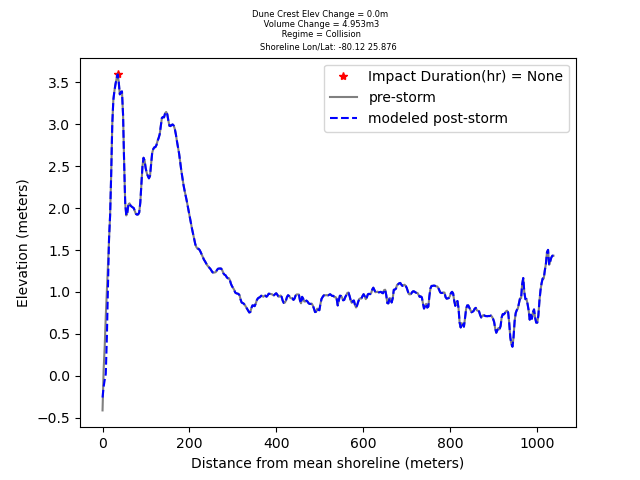 Dune Crest Elev Change = 0.0m
Volume Change = 4.953m3
Regime = Collision
Shoreline Lon/Lat: -80.12 25.876
Impact Duration(hr) = None
pre-storm
modeled post-storm
Elevation (meters)
3.5
3.0
2.5
2.0
1.5
1.0
0.5
0.0
−0.5
0 200 400 600 800 1000
Distance from mean shoreline (meters)